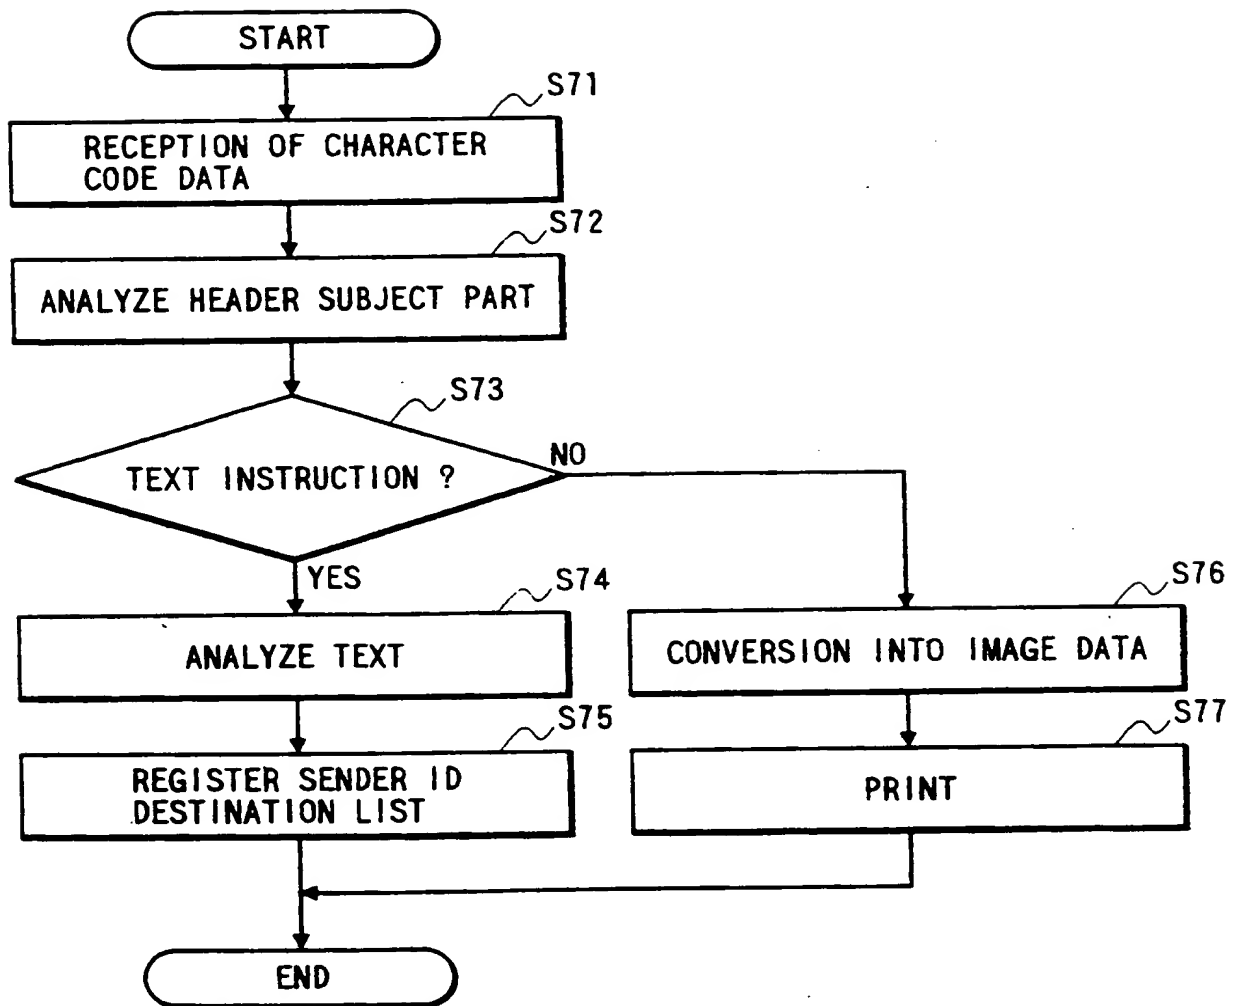 START
S71
RECEPTION OF CHARACTER
CODE DATA
S72
ANALYZE HEADER SUBJECT PART
S73
TEXT INSTRUCTION ?
NO
YES
S74
ANALYZE TEXT
S75
REGISTER SENDER ID
DESTINATION LIST
S76
CONVERSION INTO IMAGE DATA
S77
PRINT
END